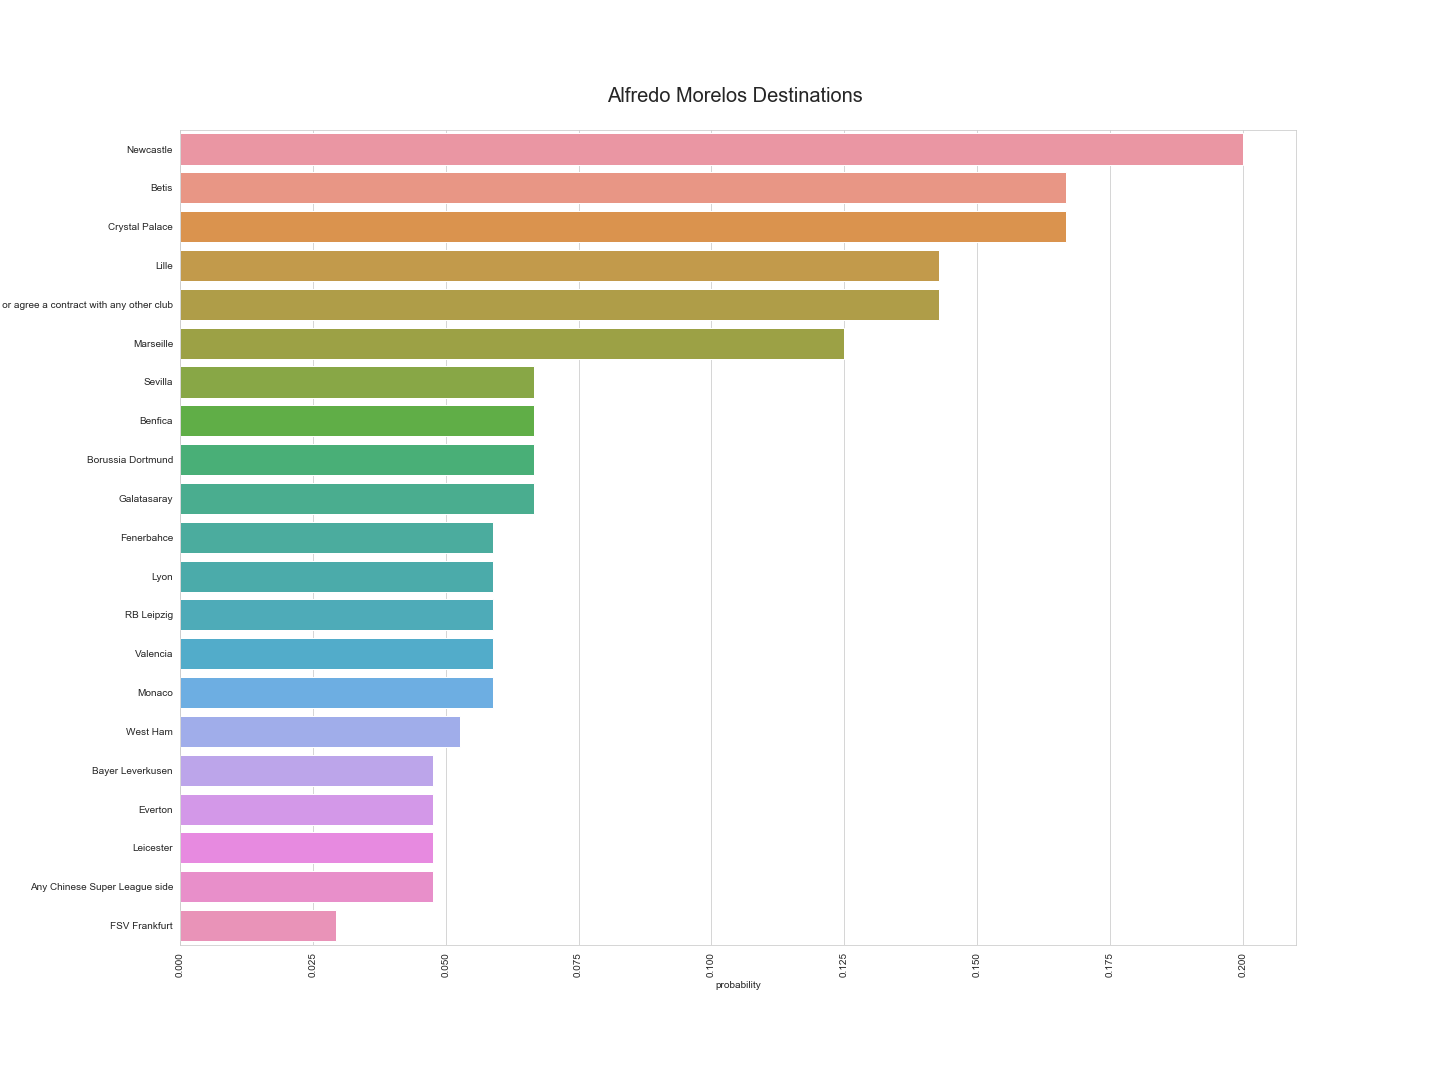 Alfredo Morelos Destinations
Newcastle
Betis
Crystal Palace
Lille
or agree a contract with any other club
Marseille
Sevilla
Benfica
Borussia Dortmund
Galatasaray
Fenerbahce
Lyon
RB Leipzig
Valencia
Monaco
West Ham
Bayer Leverkusen
Everton
Leicester
Any Chinese Super League side
FSV Frankfurt
0.000
0.025
0.050
0.075
0.100
0.125
0.150
0.175
0.200
probability